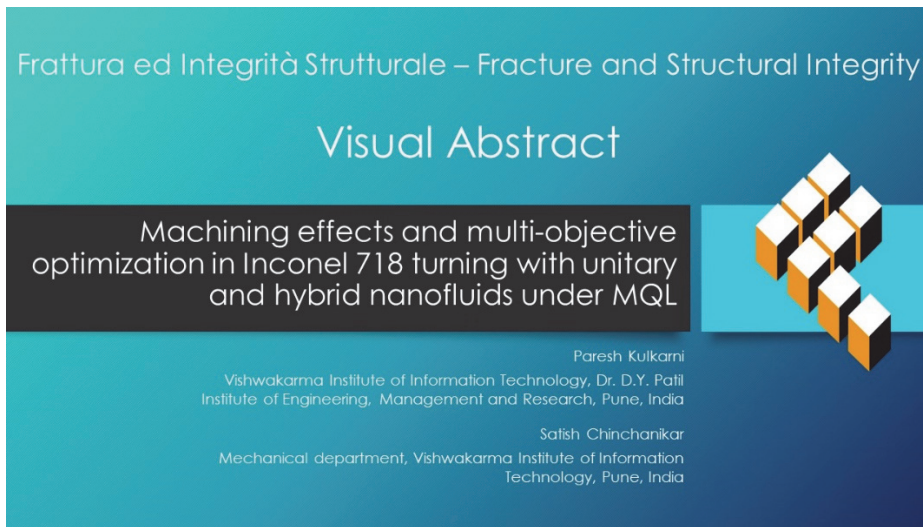 Frattura ed Integrità Strutturale – Fracture and Structural Integrity
Visual Abstract
Machining effects and multi-objective
optimization in Inconel 718 turning with unitary
and hybrid nanofluids under MQL
Paresh Kulkarni
Vishwakarma Institute of Information Technology, Dr. D.Y. Patil
Institute of Engineering, Management and Research, Pune, India
Satish Chinchanikar
Mechanical department, Vishwakarma Institute of Information
Technology, Pune, India